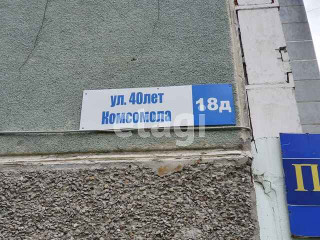 ул. 40лет
Комсомола
18д
etagi
П